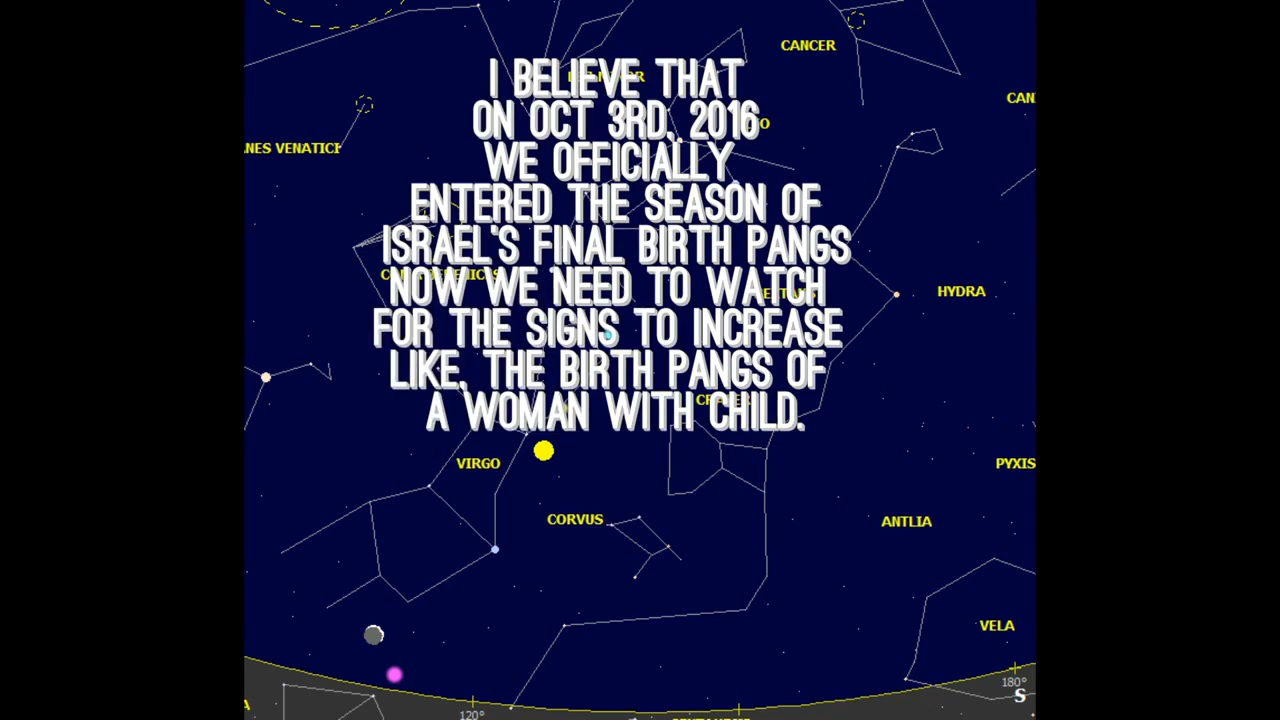 CANCER
I BELIEVE THAT
CAN
ON OCT 3RD, 2016
NES VENATICI
WE OFFICIALLY
ENTERED THE SEASON OF
ISRAEL'S FINAL BIRTH PANGS
NOW WE NEED TO WATCH
HYDRA
FOR THE SIGNS TO INCREASE
LIKE, THE BIRTH PANGS OF
A WOMAN WITH CHILD.
VIRGO
PYXIS
CORVUS
ANTLIA
VELA
180°
S
120°